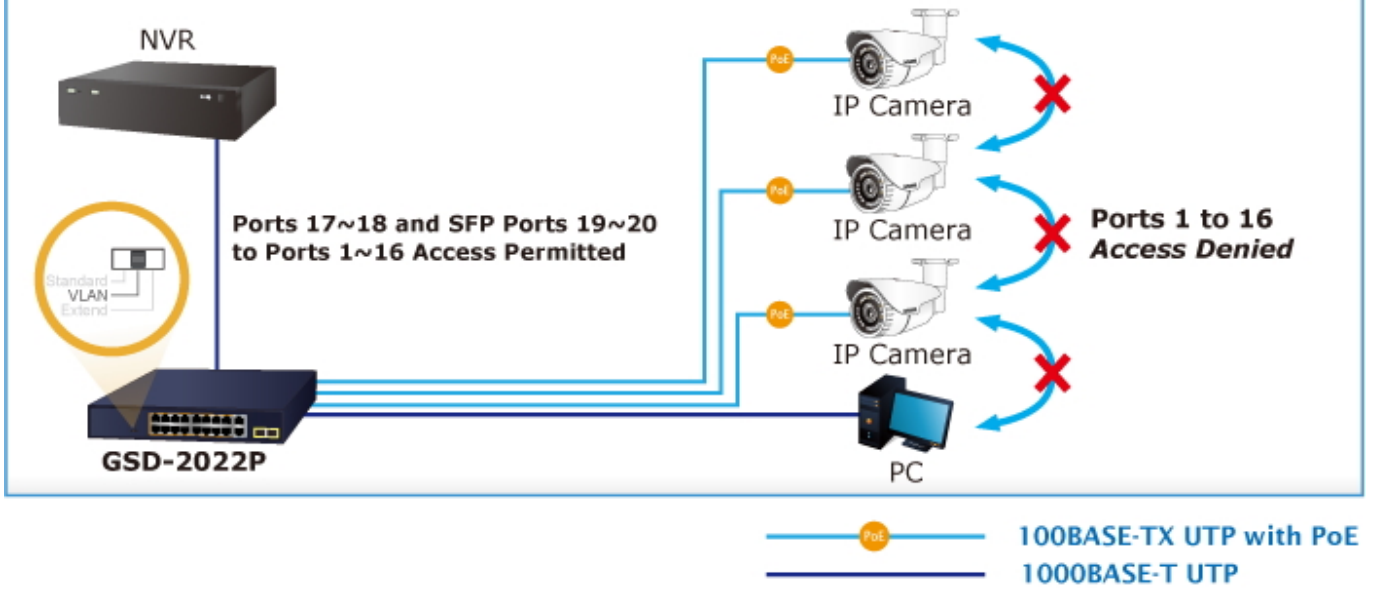 NVR
PoE
IP Camera
Ports 17~18 and SFP Ports 19~20
to Ports 1~16 Access Permitted
PoE
IP Camera
Ports 1 to 16
Access Denied
Standard
VLAN
Extend
PoE
IP Camera
GSD-2022P
PC
PoE
100BASE-TX UTP with PoE
1000BASE-T UTP